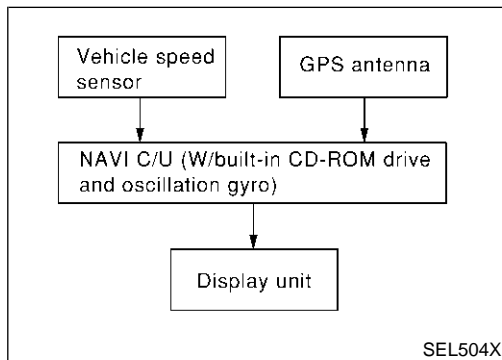 Vehicle speed
sensor
GPS antenna
NAVI C/U (W/built-in CD-ROM drive
and oscillation gyro)
Display unit
SEL504X